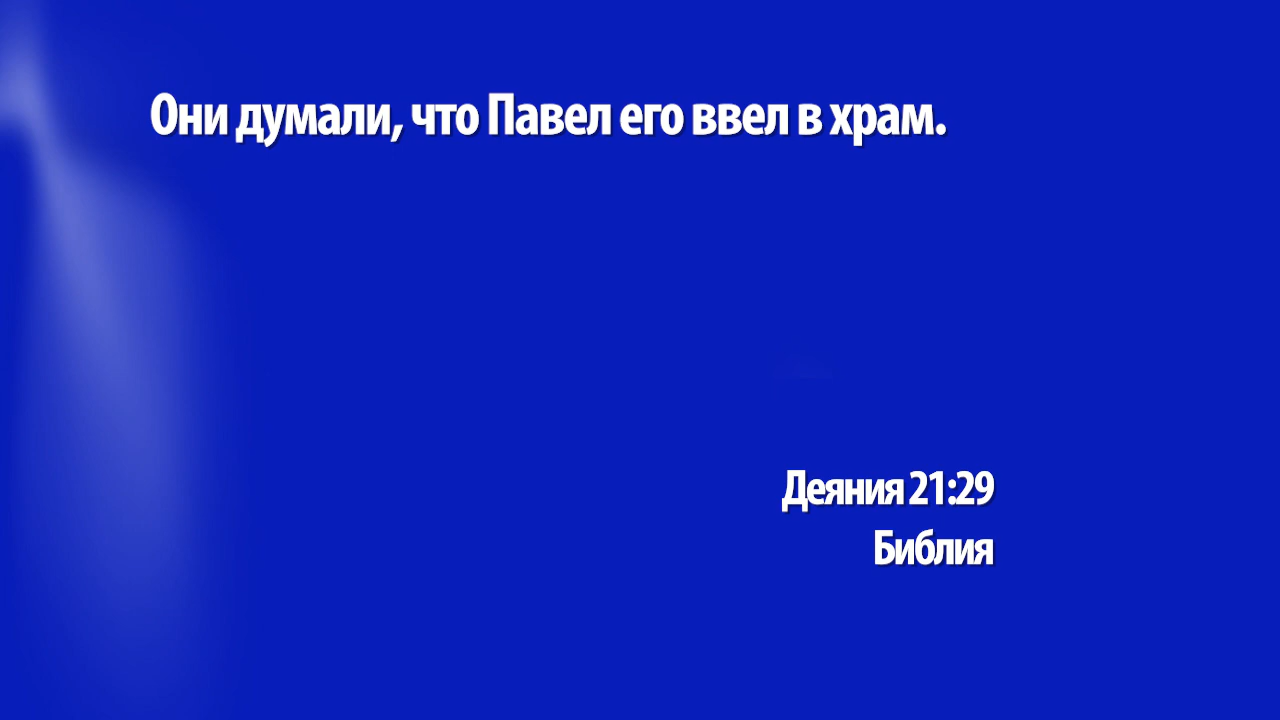 Они думали, что Павел его ввел в храм.
Деяния 21:29
Библия